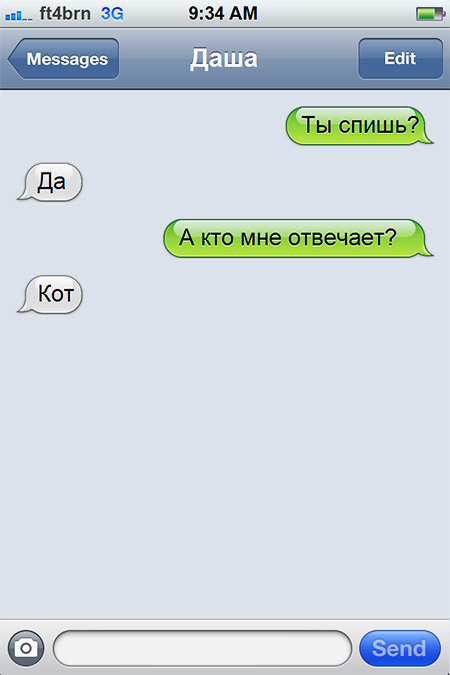 ft4brn 3G 9:34 AM
Messages Даша Edit
Ты спишь?
Да
А кто мне отвечает?
Кот
Send